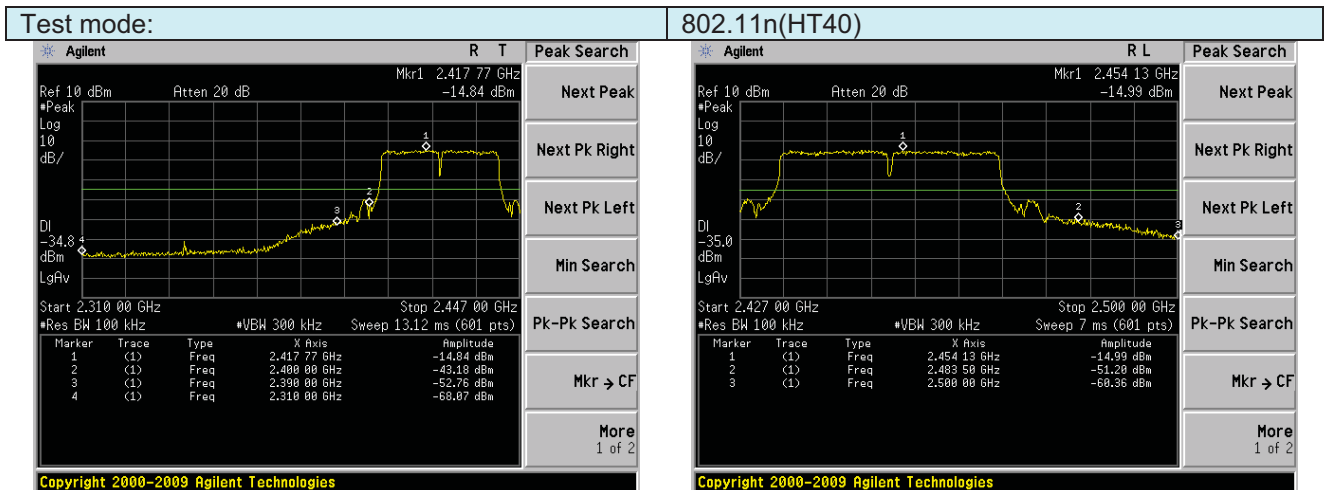 Test mode: 802.11n(HT40)
Agilent R T Peak Search
Mkr1 2.417 77 GHz
Ref 10 dBm Atten 20 dB -14.84 dBm
#Peak
Log
10
dB/
1
2
3
4
DI
-34.8
dBm
LgAv
Start 2.310 00 GHz Stop 2.447 00 GHz
#Res BW 100 kHz #VBW 300 kHz Sweep 13.12 ms (601 pts)
Marker Trace Type X Axis Amplitude
1 (1) Freq 2.417 77 GHz -14.84 dBm
2 (1) Freq 2.400 00 GHz -43.18 dBm
3 (1) Freq 2.390 00 GHz -52.76 dBm
4 (1) Freq 2.310 00 GHz -68.07 dBm
Next Peak
Next Pk Right
Next Pk Left
Min Search
Pk-Pk Search
Mkr → CF
More
1 of 2
Copyright 2000-2009 Agilent Technologies
Agilent R L Peak Search
Mkr1 2.454 13 GHz
Ref 10 dBm Atten 20 dB -14.99 dBm
#Peak
Log
10
dB/
1
2
3
DI
-35.0
dBm
LgAv
Start 2.427 00 GHz Stop 2.500 00 GHz
#Res BW 100 kHz #VBW 300 kHz Sweep 7 ms (601 pts)
Marker Trace Type X Axis Amplitude
1 (1) Freq 2.454 13 GHz -14.99 dBm
2 (1) Freq 2.483 50 GHz -51.20 dBm
3 (1) Freq 2.500 00 GHz -60.36 dBm
Next Peak
Next Pk Right
Next Pk Left
Min Search
Pk-Pk Search
Mkr → CF
More
1 of 2
Copyright 2000-2009 Agilent Technologies